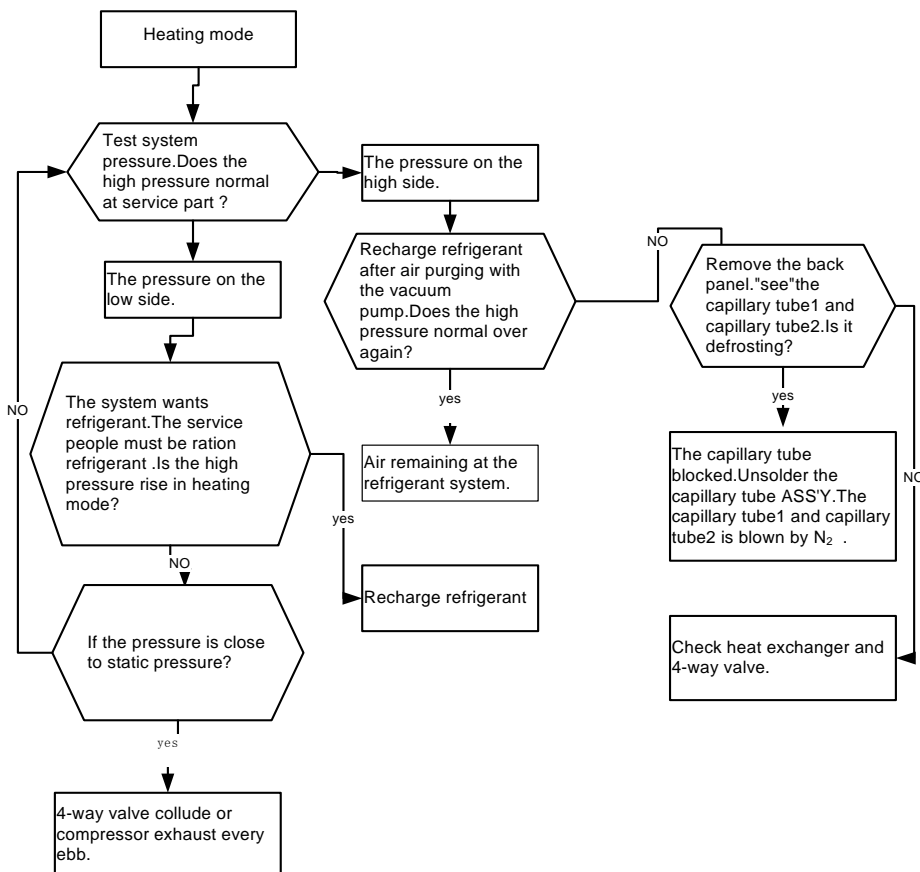 Heating mode
Test system
pressure.Does the
high pressure normal
at service part ?
The pressure on the
high side.
The pressure on the
low side.
Recharge refrigerant
after air purging with
the vacuum
pump.Does the high
pressure normal over
again?
NO
Remove the back
panel."see"the
capillary tube1 and
capillary tube2.Is it
defrosting?
NO
The system wants
refrigerant.The service
people must be ration
refrigerant .Is the high
pressure rise in heating
mode?
yes
yes
Air remaining at the
refrigerant system.
The capillary tube
blocked.Unsolder the
capillary tube ASS'Y.The
capillary tube1 and capillary
tube2 is blown by N₂ .
NO
yes
NO
Recharge refrigerant
If the pressure is close
to static pressure?
Check heat exchanger and
4-way valve.
yes
4-way valve collude or
compressor exhaust every
ebb.